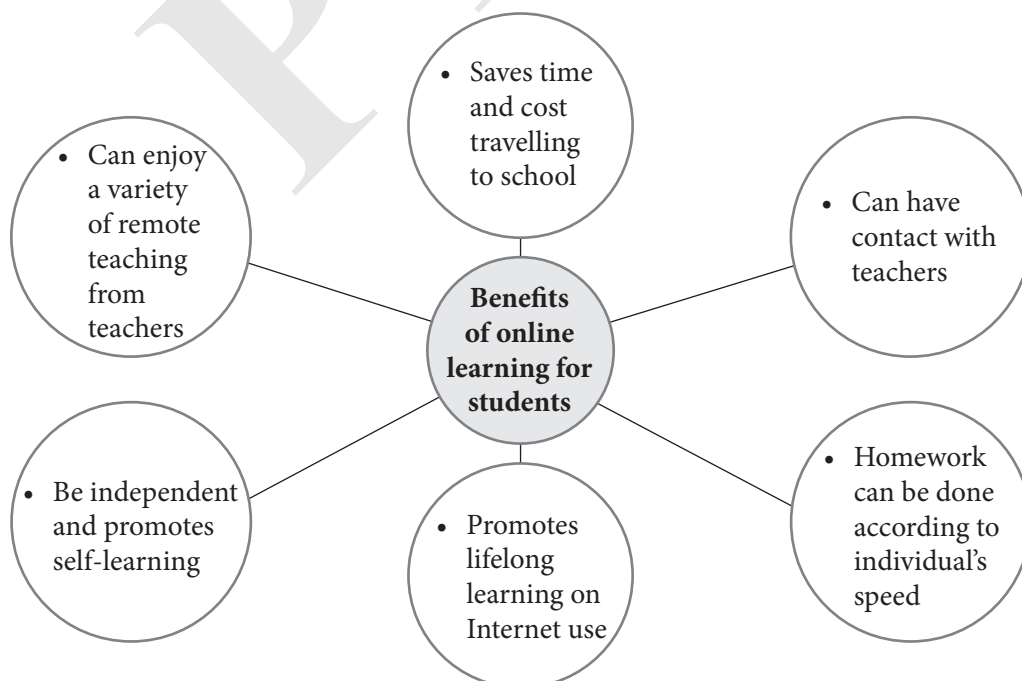 • Saves time
and cost
travelling
to school
• Can enjoy
a variety
of remote
teaching
from
teachers
• Can have
contact with
teachers
Benefits
of online
learning for
students
• Be independent
and promotes
self-learning
• Promotes
lifelong
learning on
Internet use
• Homework
can be done
according to
individual's
speed